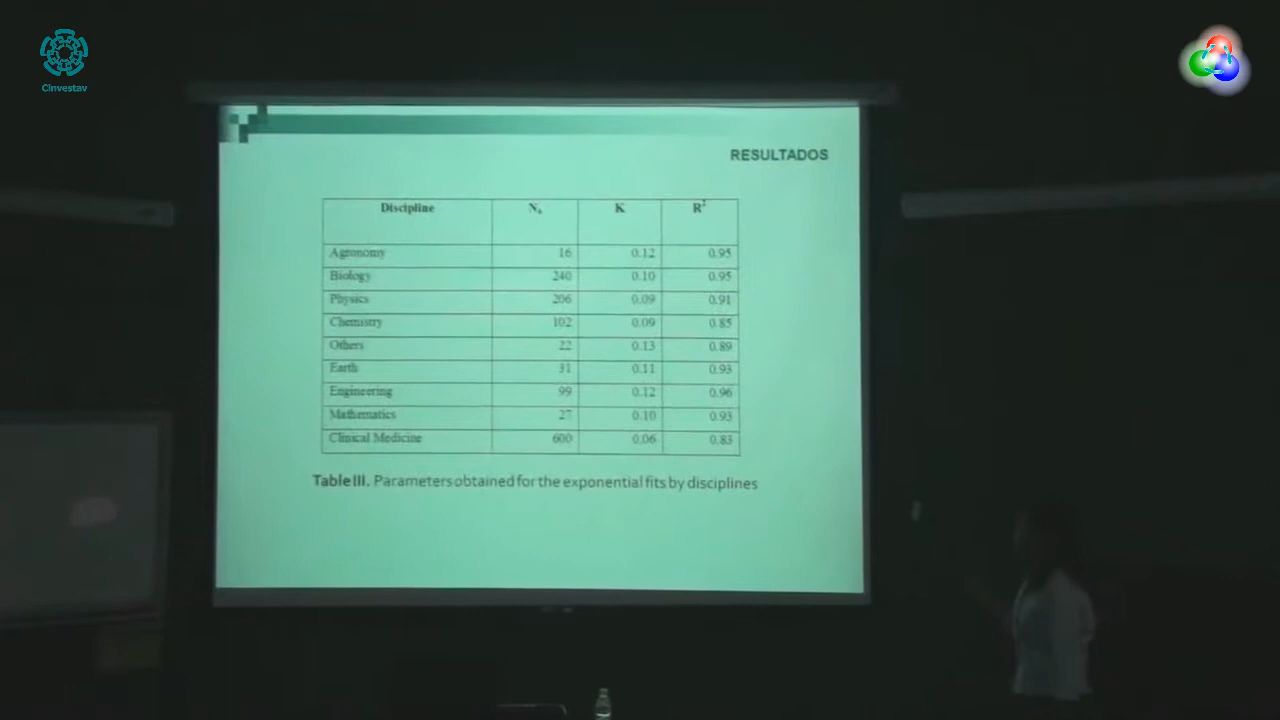 Cinvestav
RESULTADOS
Discipline N₀ K R²
Agronomy 16 0.12 0.95
Biology 240 0.10 0.95
Physics 206 0.09 0.91
Chemistry 102 0.09 0.85
Others 22 0.13 0.89
Earth 31 0.11 0.93
Engineering 99 0.12 0.96
Mathematics 27 0.10 0.93
Clinical Medicine 600 0.06 0.83
Table III. Parameters obtained for the exponential fits by disciplines